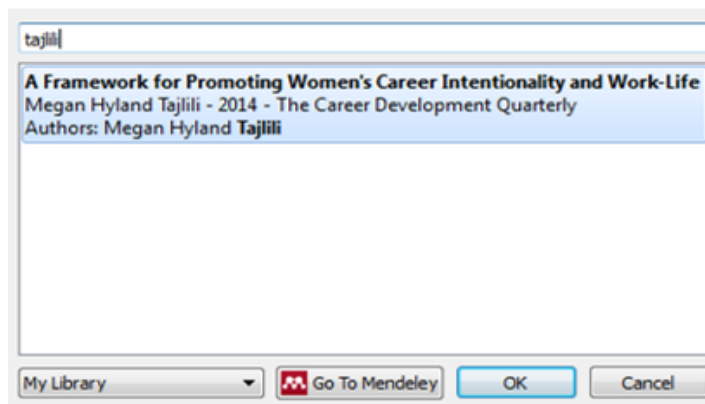 tajlili
A Framework for Promoting Women's Career Intentionality and Work-Life
Megan Hyland Tajlili - 2014 - The Career Development Quarterly
Authors: Megan Hyland Tajlili
My Library
Go To Mendeley
OK
Cancel